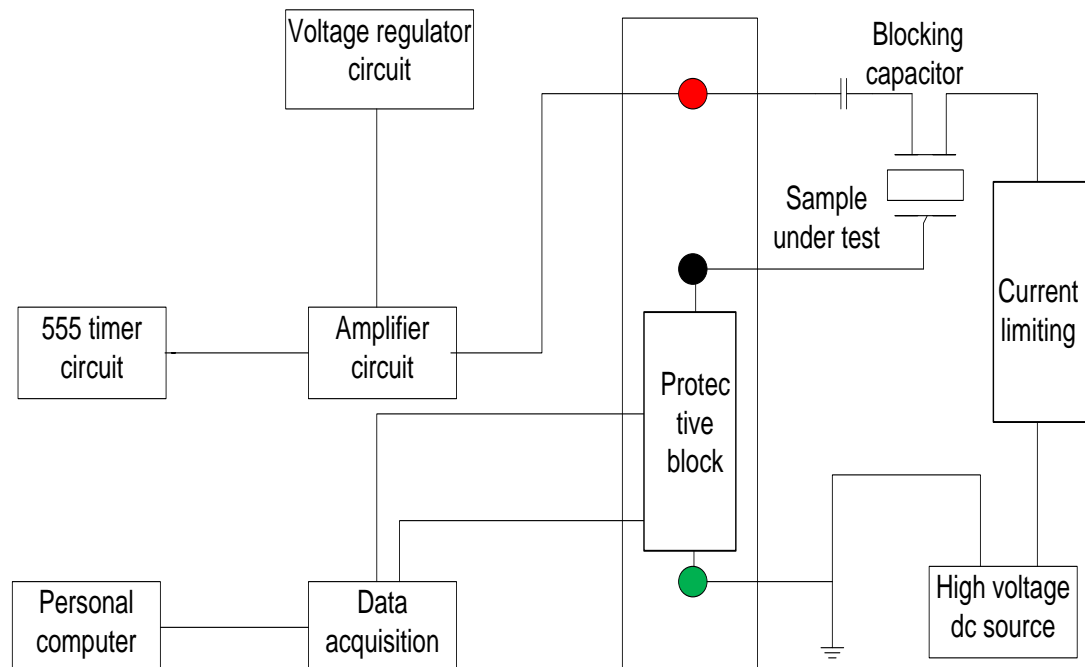 Voltage regulator
circuit
Blocking
capacitor
Sample
under test
555 timer
circuit
Amplifier
circuit
Current
limiting
Protec
tive
block
Personal
computer
Data
acquisition
High voltage
dc source